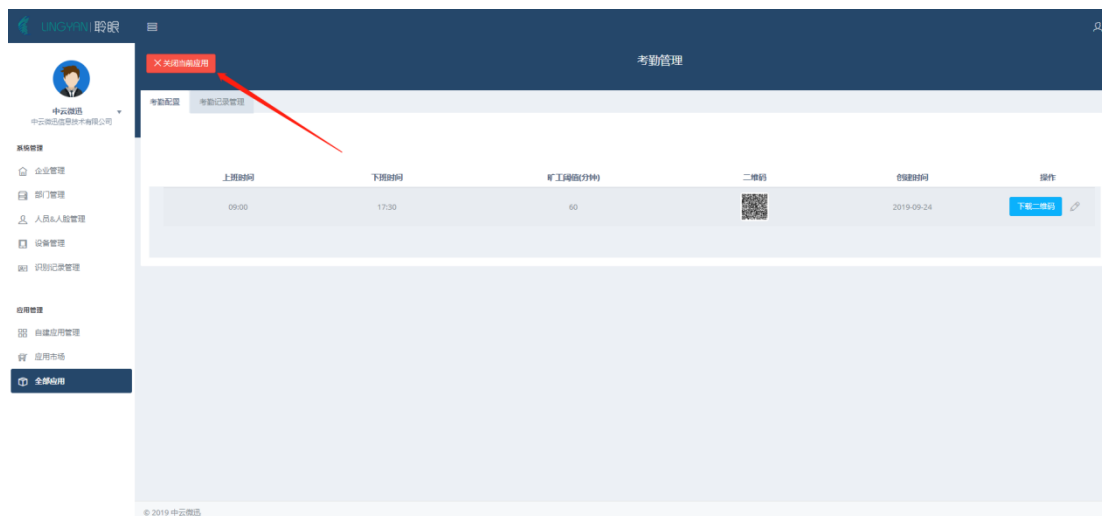 LINGYAN 聆眼
× 关闭当前应用
考勤管理
中云微迅
中云微迅信息技术有限公司
考勤配置 考勤记录管理
系统管理
企业管理
部门管理
人员&人脸管理
设备管理
识别记录管理
应用管理
自建应用管理
应用市场
全部应用
上班时间 下班时间 旷工阈值(分钟) 二维码 创建时间 操作
09:00 17:30 60 2019-09-24 下载二维码
© 2019 中云微迅